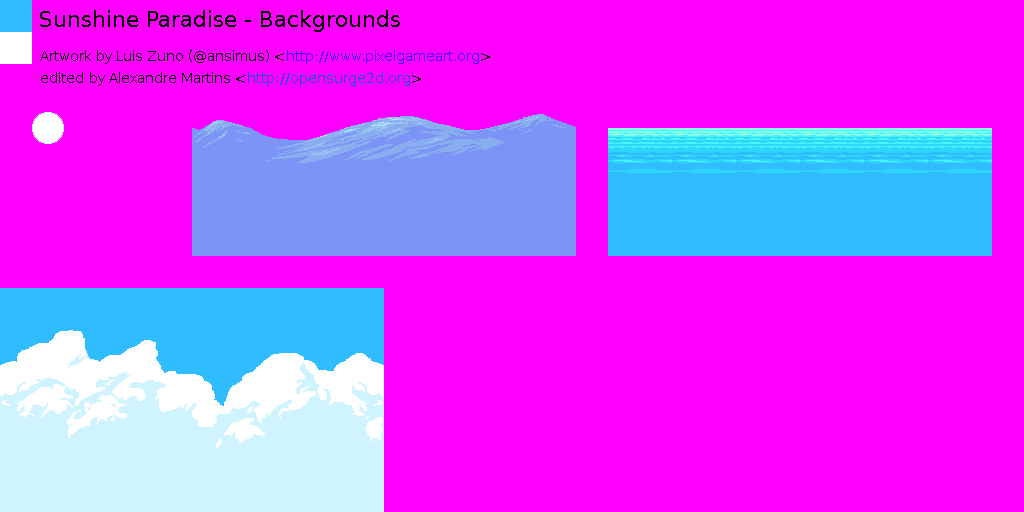 Sunshine Paradise - Backgrounds
Artwork by Luis Zuno (@ansimus) <http://www.pixelgameart.org>
edited by Alexandre Martins <http://opensurge2d.org>